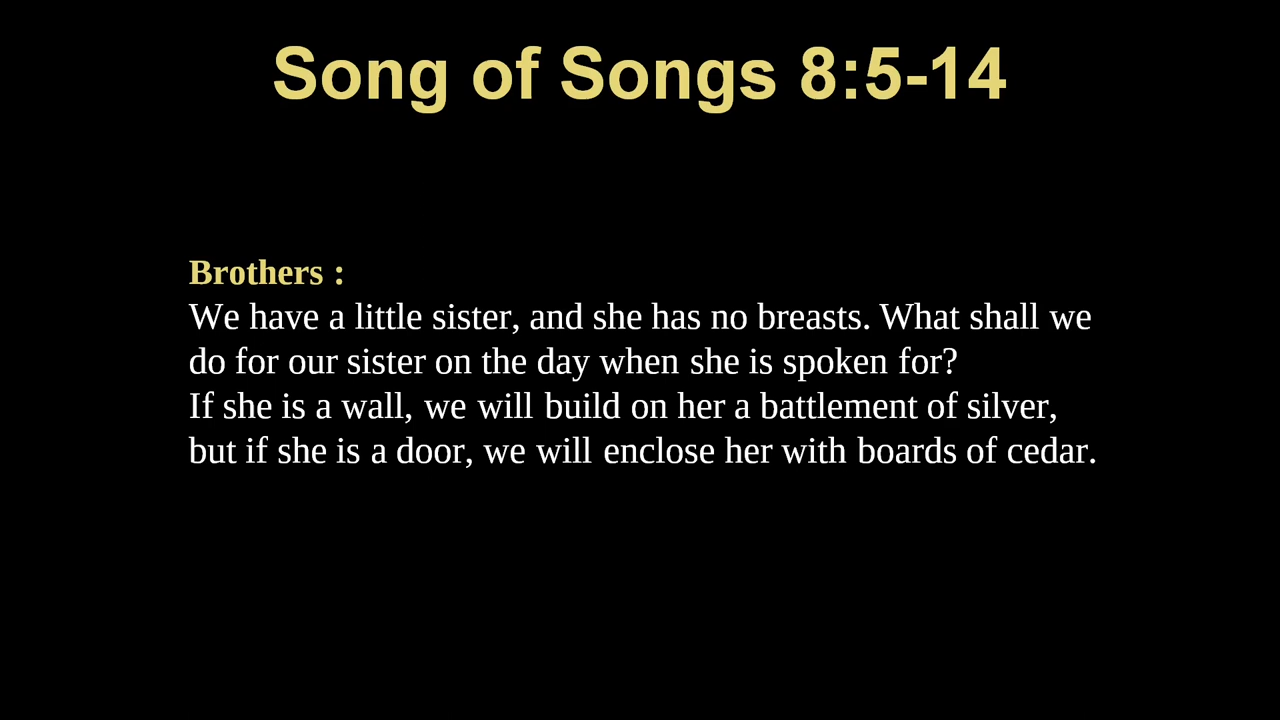 Song of Songs 8:5-14
Brothers :
We have a little sister, and she has no breasts. What shall we
do for our sister on the day when she is spoken for?
If she is a wall, we will build on her a battlement of silver,
but if she is a door, we will enclose her with boards of cedar.